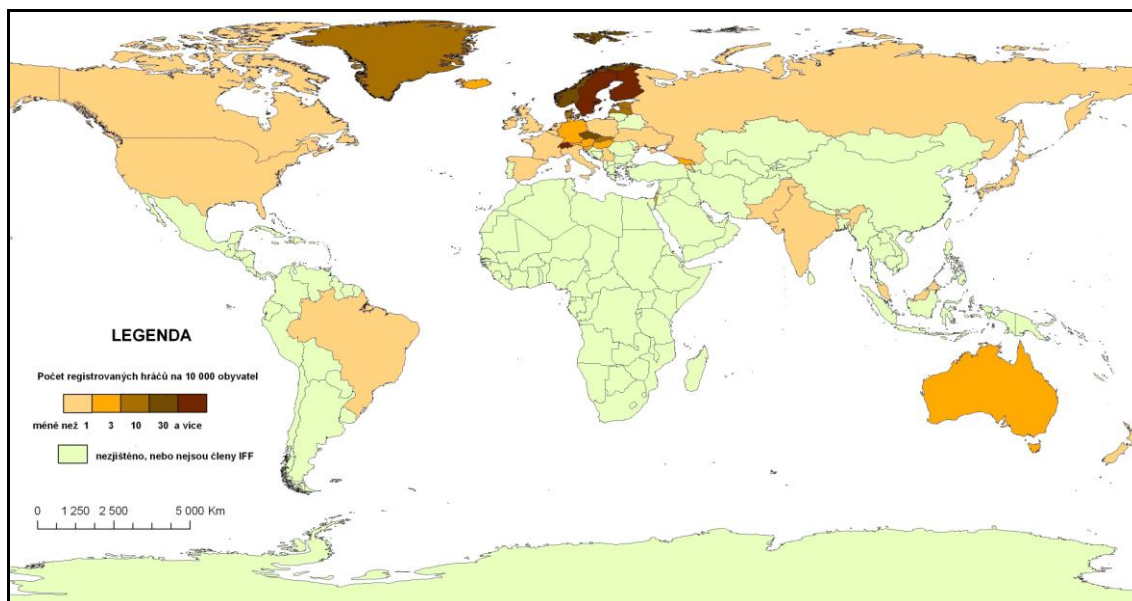 LEGENDA
Počet registrovaných hráčů na 10 000 obyvatel
méně než 1 3 10 30 a více
nezjištěno, nebo nejsou členy IFF
0 1 250 2 500 5 000 Km